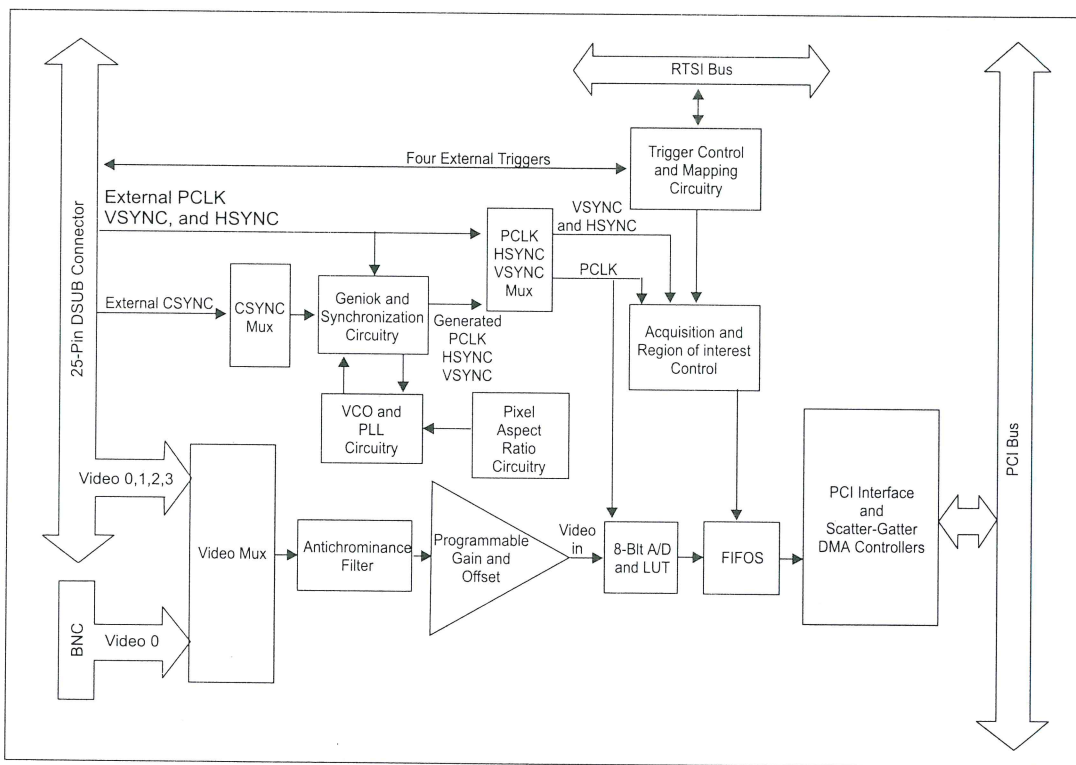 RTSI Bus
Four External Triggers
Trigger Control
and Mapping
Circuitry
25-Pin DSUB Connector
External PCLK
VSYNC, and HSYNC
PCLK
HSYNC
VSYNC
Mux
VSYNC
and HSYNC
PCLK
External CSYNC
CSYNC
Mux
Geniok and
Synchronization
Circuitry
Generated
PCLK
HSYNC
VSYNC
Acquisition and
Region of interest
Control
VCO and
PLL
Circuitry
Pixel
Aspect
Ratio
Circuitry
PCI Bus
Video 0,1,2,3
Video Mux
Antichrominance
Filter
Programmable
Gain and
Offset
Video
in
8-BIt A/D
and LUT
FIFOS
PCI Interface
and
Scatter-Gatter
DMA Controllers
BNC
Video 0